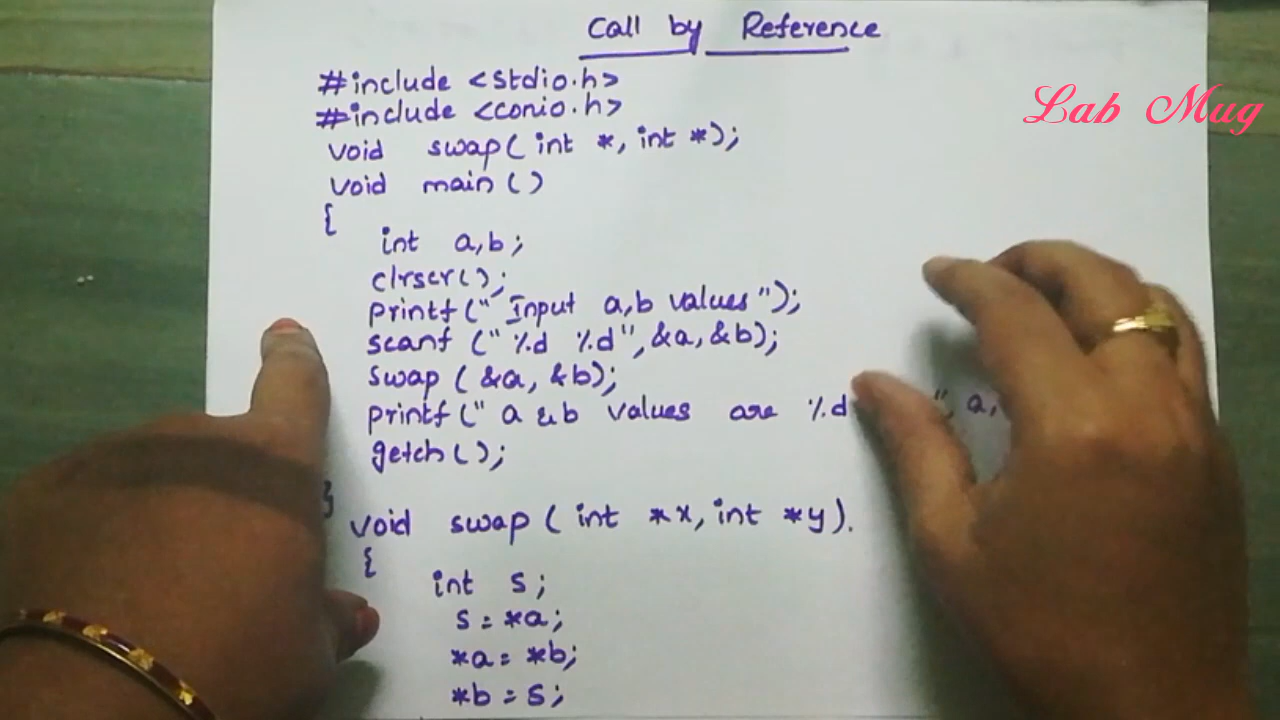 Call by Reference
Lab Mug
#include <stdio.h>
#include <conio.h>
void swap( int *, int *);
void main ()
{
int a,b;
clrscr();
printf (" Input a,b values");
scanf (" %d %d", &a, &b);
swap ( &a, &b);
printf (" a & b values are %d ", a,
getch ();
}
void swap ( int *x, int *y).
{
int s;
s = *a;
*a = *b;
*b = s;